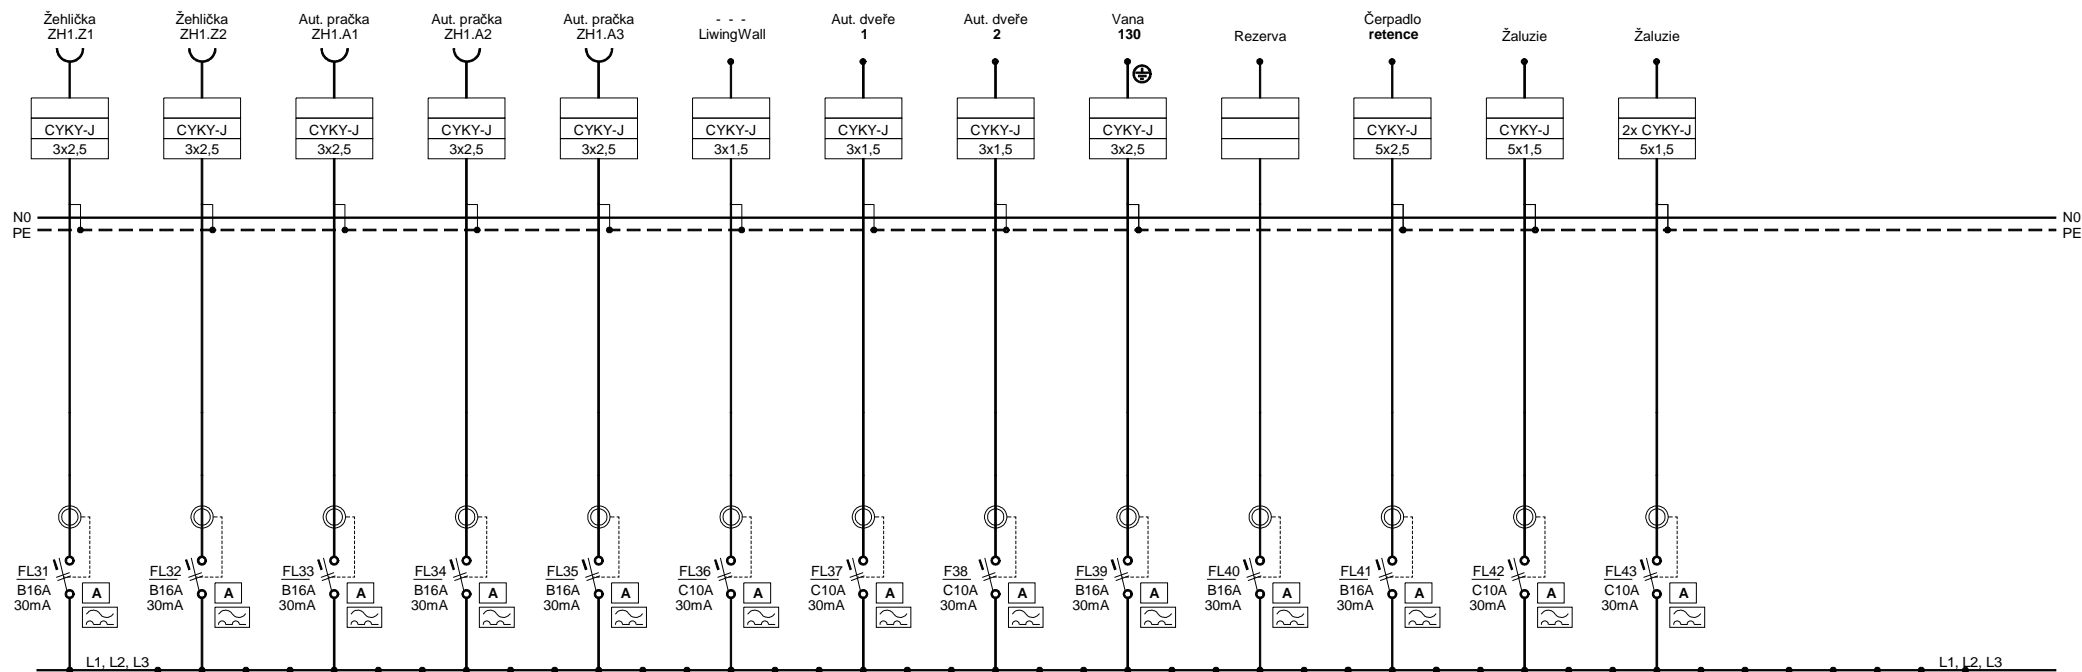 Žehlička
ZH1.Z1
Žehlička
ZH1.Z2
Aut. pračka
ZH1.A1
Aut. pračka
ZH1.A2
Aut. pračka
ZH1.A3
- - -
LiwingWall
Aut. dveře
1
Aut. dveře
2
Vana
130
Rezerva
Čerpadlo
retence
Žaluzie
Žaluzie
CYKY-J
3x2,5
CYKY-J
3x2,5
CYKY-J
3x2,5
CYKY-J
3x2,5
CYKY-J
3x2,5
CYKY-J
3x1,5
CYKY-J
3x1,5
CYKY-J
3x1,5
CYKY-J
3x2,5
CYKY-J
5x2,5
CYKY-J
5x1,5
2x CYKY-J
5x1,5
N0
PE
N0
PE
FL31
B16A
30mA
A
FL32
B16A
30mA
A
FL33
B16A
30mA
A
FL34
B16A
30mA
A
FL35
B16A
30mA
A
FL36
C10A
30mA
A
FL37
C10A
30mA
A
F38
C10A
30mA
A
FL39
B16A
30mA
A
FL40
B16A
30mA
A
FL41
B16A
30mA
A
FL42
C10A
30mA
A
FL43
C10A
30mA
A
L1, L2, L3
L1, L2, L3